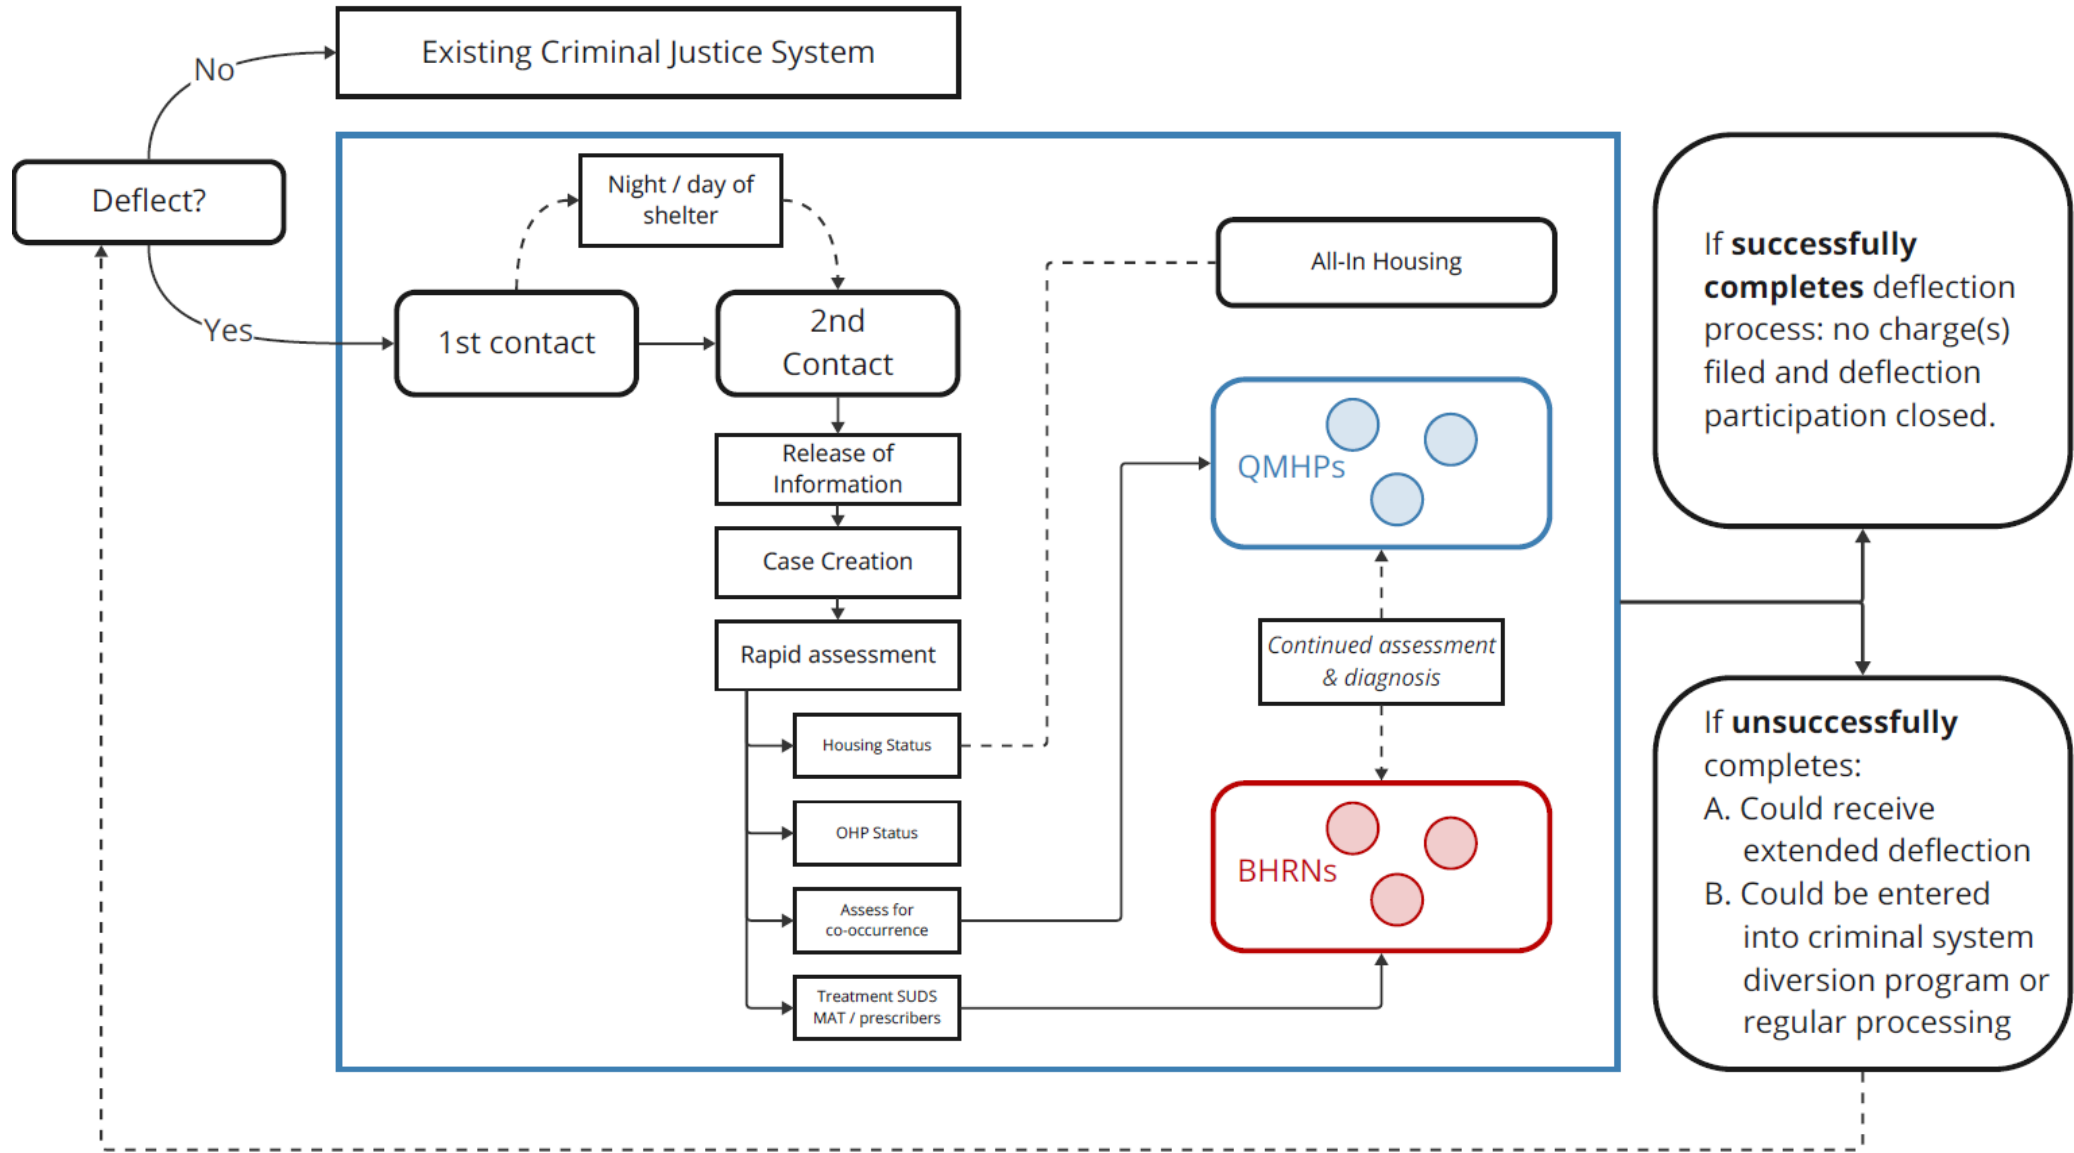 Existing Criminal Justice System
No
Deflect?
Yes
Night / day of
shelter
1st contact
2nd
Contact
Release of
Information
Case Creation
Rapid assessment
Housing Status
OHP Status
Assess for
co-occurrence
Treatment SUDS
MAT / prescribers
All-In Housing
QMHPs
Continued assessment
& diagnosis
BHRNs
If successfully
completes deflection
process: no charge(s)
filed and deflection
participation closed.
If unsuccessfully
completes:
A. Could receive
extended deflection
B. Could be entered
into criminal system
diversion program or
regular processing